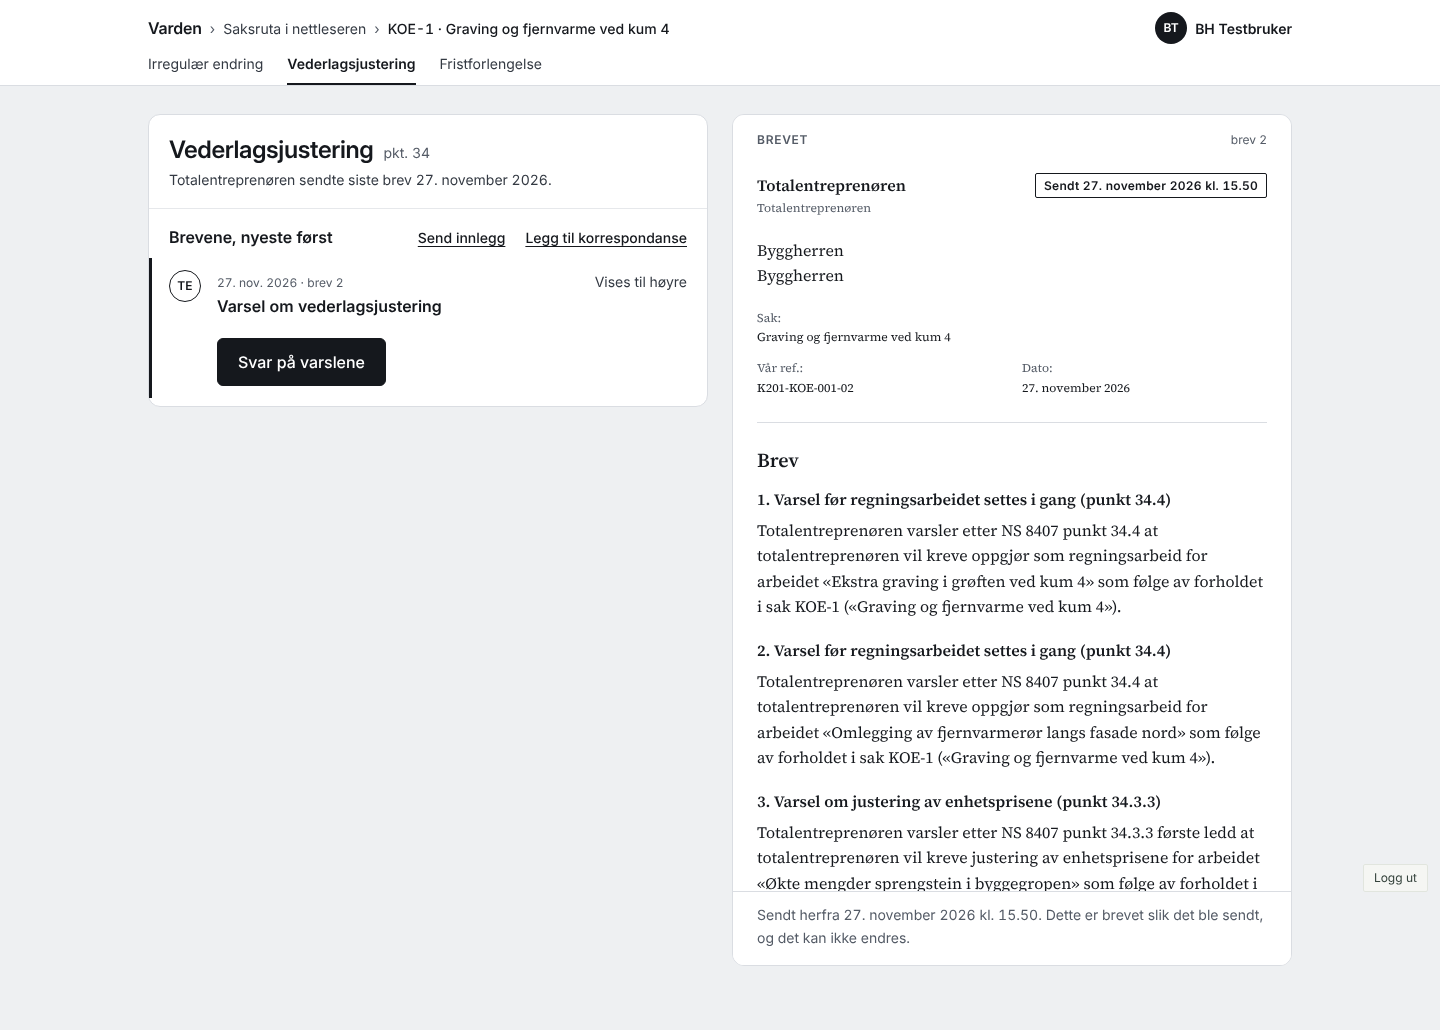 Varden › Saksruta i nettleseren › KOE-1 · Graving og fjernvarme ved kum 4
BT BH Testbruker
Irregulær endring Vederlagsjustering Fristforlengelse
Vederlagsjustering pkt. 34
Totalentreprenøren sendte siste brev 27. november 2026.
Brevene, nyeste først Send innlegg Legg til korrespondanse
TE 27. nov. 2026 · brev 2 Vises til høyre
Varsel om vederlagsjustering
Svar på varslene
BREVET brev 2
Totalentreprenøren Sendt 27. november 2026 kl. 15.50
Totalentreprenøren
Byggherren
Byggherren
Sak:
Graving og fjernvarme ved kum 4
Vår ref.: Dato:
K201-KOE-001-02 27. november 2026
Brev
1. Varsel før regningsarbeidet settes i gang (punkt 34.4)
Totalentreprenøren varsler etter NS 8407 punkt 34.4 at
totalentreprenøren vil kreve oppgjør som regningsarbeid for
arbeidet «Ekstra graving i grøften ved kum 4» som følge av forholdet
i sak KOE-1 («Graving og fjernvarme ved kum 4»).
2. Varsel før regningsarbeidet settes i gang (punkt 34.4)
Totalentreprenøren varsler etter NS 8407 punkt 34.4 at
totalentreprenøren vil kreve oppgjør som regningsarbeid for
arbeidet «Omlegging av fjernvarmerør langs fasade nord» som følge
av forholdet i sak KOE-1 («Graving og fjernvarme ved kum 4»).
3. Varsel om justering av enhetsprisene (punkt 34.3.3)
Totalentreprenøren varsler etter NS 8407 punkt 34.3.3 første ledd at
totalentreprenøren vil kreve justering av enhetsprisene for arbeidet
«Økte mengder sprengstein i byggegropen» som følge av forholdet i
Logg ut
Sendt herfra 27. november 2026 kl. 15.50. Dette er brevet slik det ble sendt,
og det kan ikke endres.